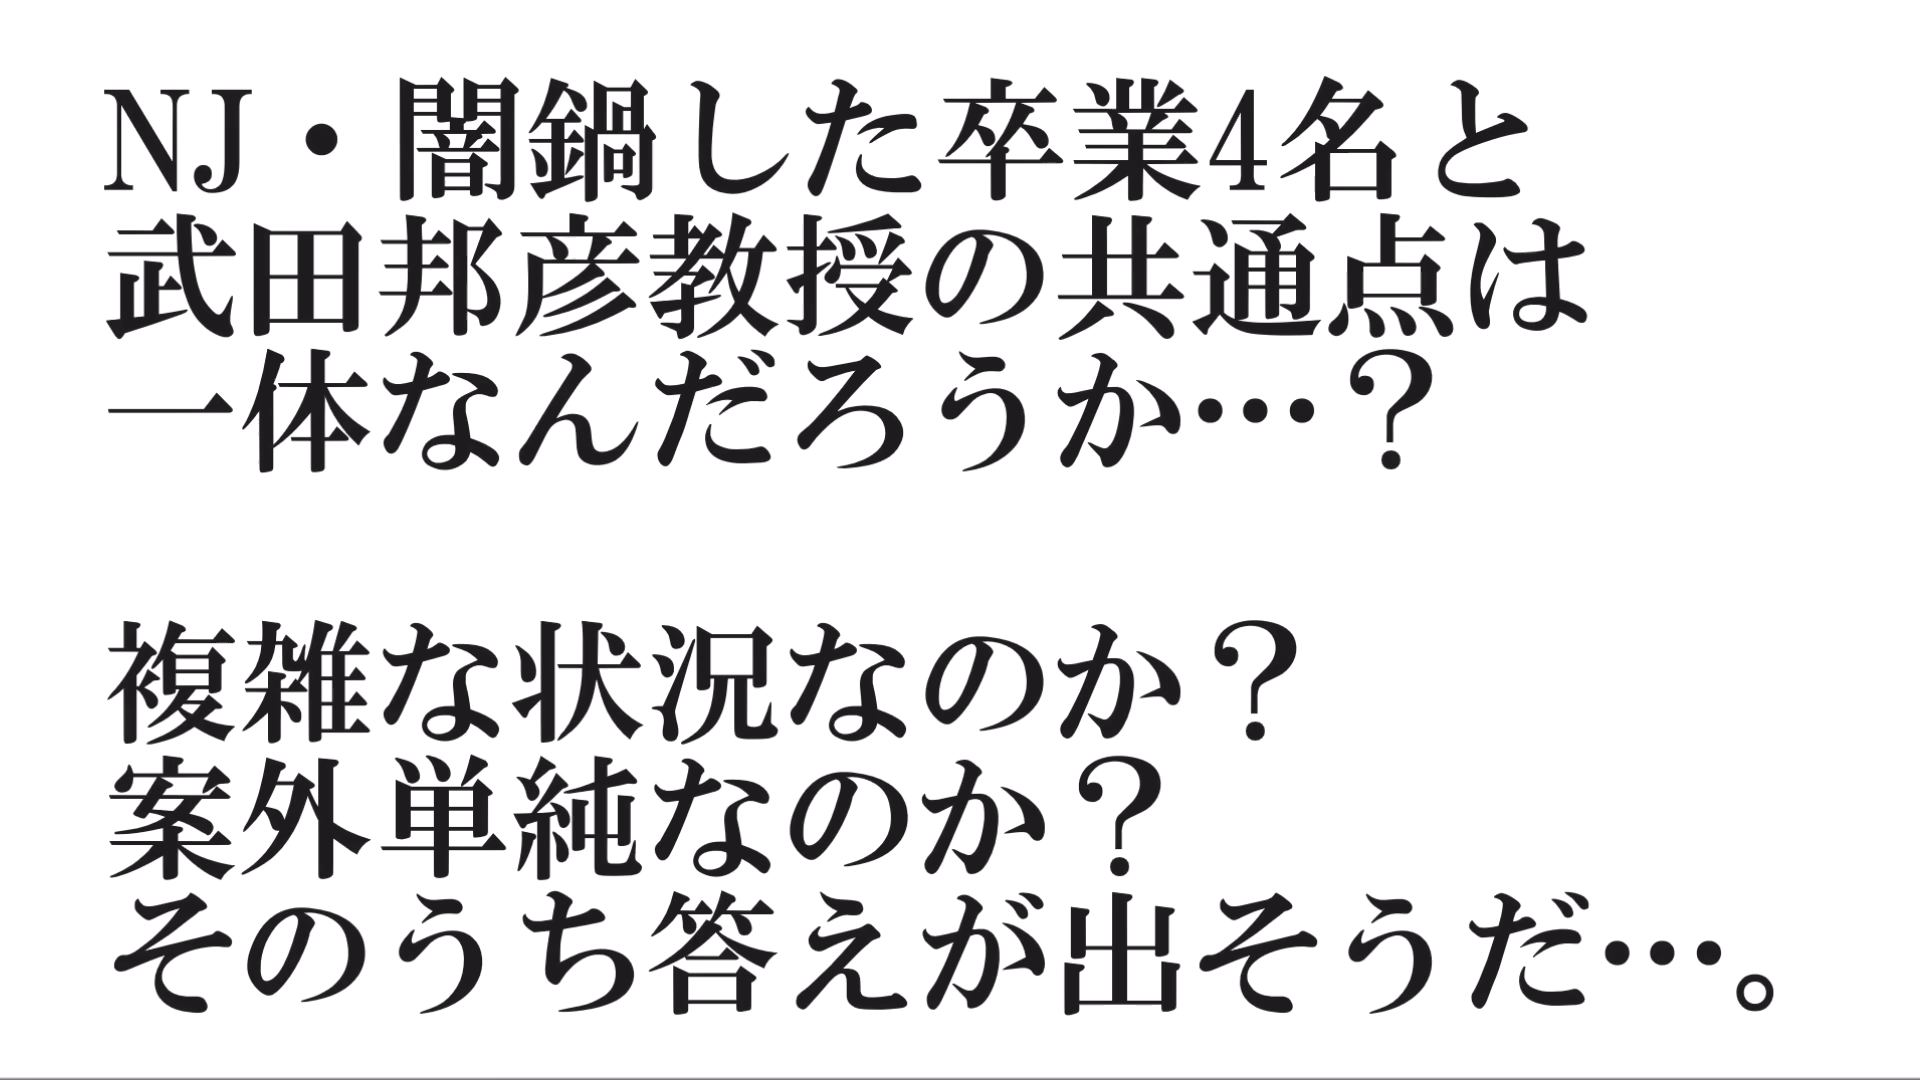 NJ・闇鍋した卒業4名と
武田邦彦教授の共通点は
一体なんだろうか…？
複雑な状況なのか？
案外単純なのか？
そのうち答えが出そうだ…。